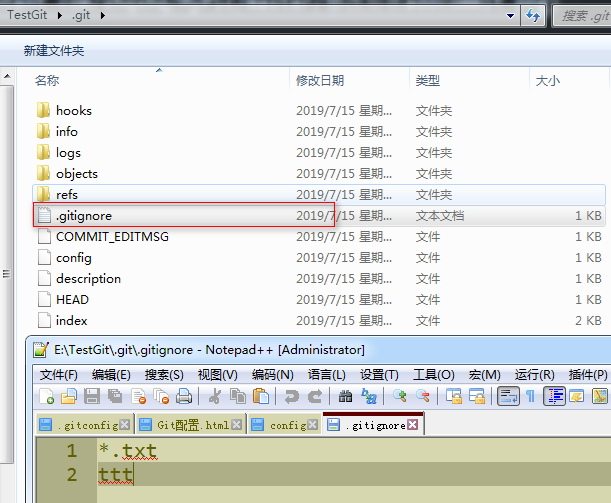 TestGit ▸ .git ▸
搜索 .git
新建文件夹
名称 修改日期 类型 大小
hooks 2019/7/15 星期... 文件夹
info 2019/7/15 星期... 文件夹
logs 2019/7/15 星期... 文件夹
objects 2019/7/15 星期... 文件夹
refs 2019/7/15 星期... 文件夹
.gitignore 2019/7/15 星期... 文本文档 1 KB
COMMIT_EDITMSG 2019/7/15 星期... 文件 1 KB
config 2019/7/15 星期... 文件 1 KB
description 2019/7/15 星期... 文件 1 KB
HEAD 2019/7/15 星期... 文件 1 KB
index 2019/7/15 星期... 文件 2 KB
E:\TestGit\.git\.gitignore - Notepad++ [Administrator]
文件(F) 编辑(E) 搜索(S) 视图(V) 编码(N) 语言(L) 设置(T) 工具(O) 宏(M) 运行(R) 插件(P)
.gitconfig Git配置.html config .gitignore
1 *.txt
2 ttt